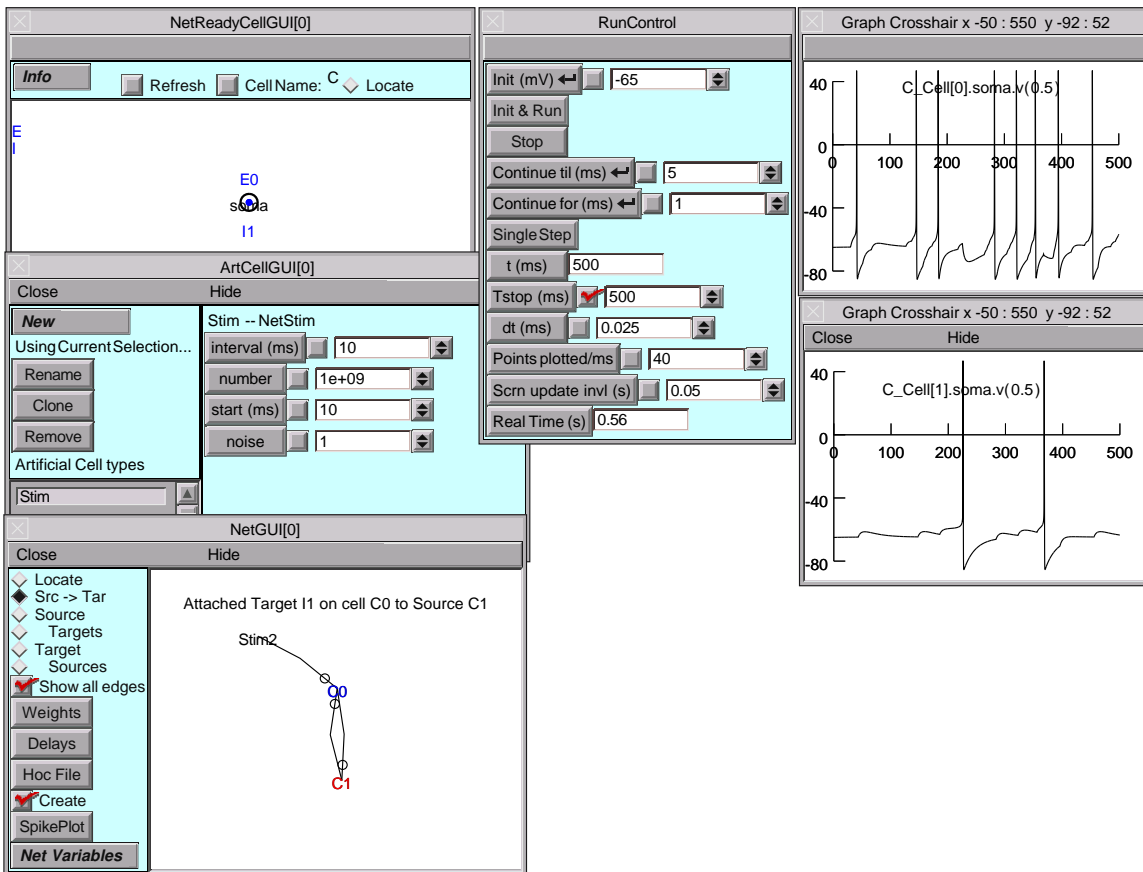 NetReadyCellGUI[0]
Info
Refresh
Cell Name: C
Locate
E
I
E0
soma
I1
ArtCellGUI[0]
Close Hide
New
Using Current Selection...
Rename
Clone
Remove
Artificial Cell types
Stim
Stim -- NetStim
interval (ms) 10
number 1e+09
start (ms) 10
noise 1
NetGUI[0]
Close Hide
Locate
Src -> Tar
Source
Targets
Target
Sources
Show all edges
Weights
Delays
Hoc File
Create
SpikePlot
Net Variables
Attached Target I1 on cell C0 to Source C1
Stim2
C0
C1
RunControl
Init (mV) -65
Init & Run
Stop
Continue til (ms) 5
Continue for (ms) 1
Single Step
t (ms) 500
Tstop (ms) 500
dt (ms) 0.025
Points plotted/ms 40
Scrn update invl (s) 0.05
Real Time (s) 0.56
Graph Crosshair x -50 : 550 y -92 : 52
40
C_Cell[0].soma.v(0.5)
0
0 100 200 300 400 500
-40
-80
Graph Crosshair x -50 : 550 y -92 : 52
Close Hide
40
C_Cell[1].soma.v(0.5)
0
0 100 200 300 400 500
-40
-80